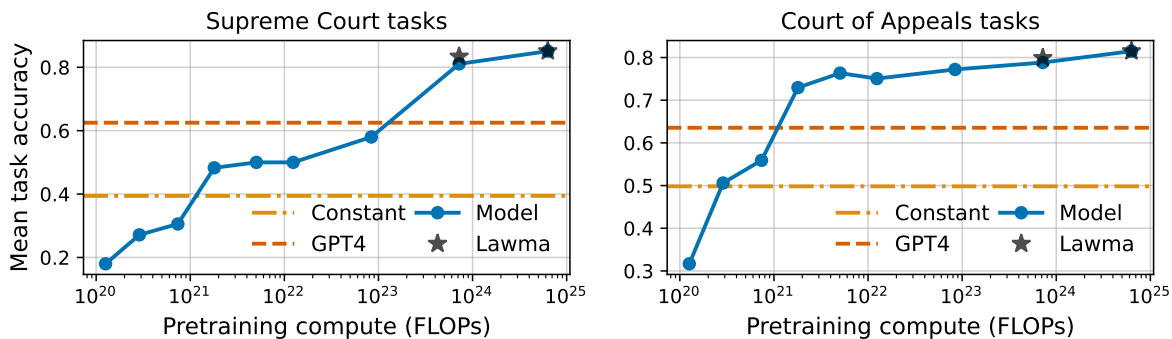 Supreme Court tasks
Mean task accuracy
0.8
0.6
0.4
0.2
Constant
Model
GPT4
Lawma
10^20
10^21
10^22
10^23
10^24
10^25
Pretraining compute (FLOPs)
Court of Appeals tasks
0.8
0.7
0.6
0.5
0.4
0.3
Constant
Model
GPT4
Lawma
10^20
10^21
10^22
10^23
10^24
10^25
Pretraining compute (FLOPs)